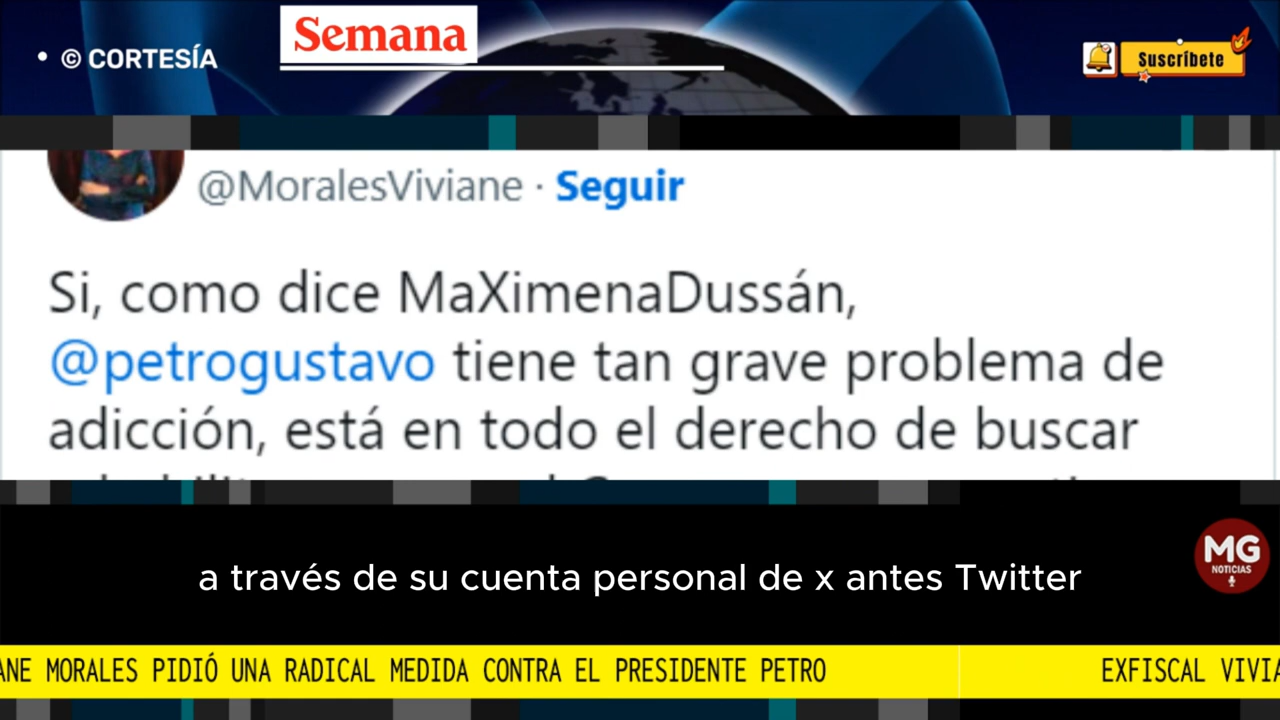 • © CORTESÍA
Semana
Suscríbete
@MoralesViviane · Seguir
Si, como dice MaXimenaDussán,
@petrogustavo tiene tan grave problema de
adicción, está en todo el derecho de buscar
a través de su cuenta personal de x antes Twitter
MG
NOTICIAS
ANE MORALES PIDIÓ UNA RADICAL MEDIDA CONTRA EL PRESIDENTE PETRO
EXFISCAL VIVIA